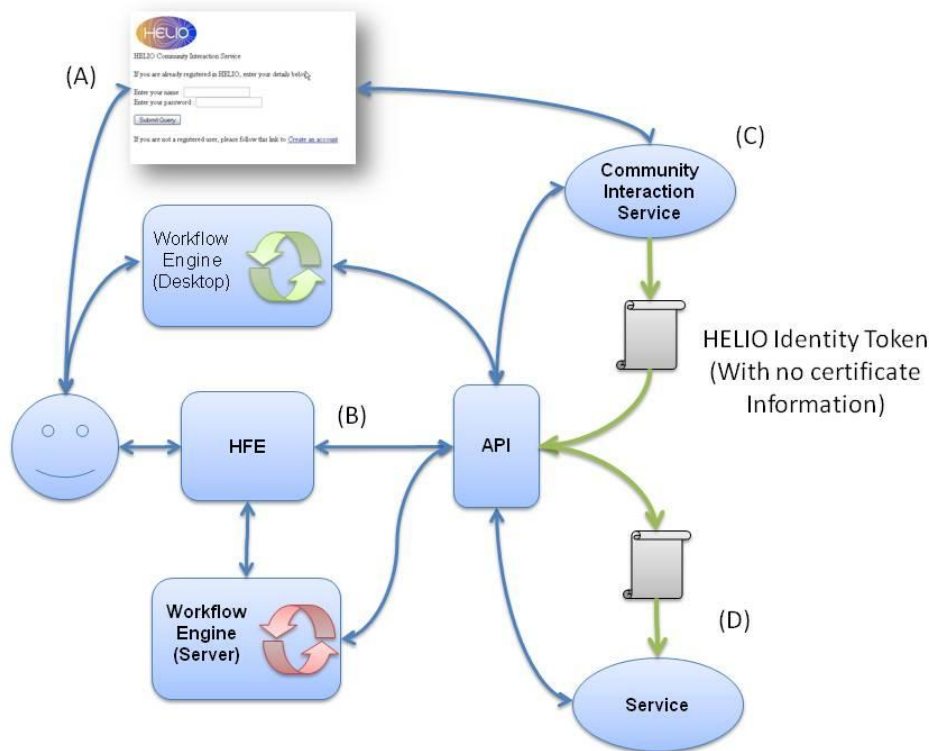 HELIO
HELIO Community Interaction Service
(A)
If you are already registered in HELIO, enter your details below
Enter your name :
Enter your password :
Submit Query
If you are not a registered user, please follow this link to Create an account
(C)
Community
Interaction
Service
Workflow
Engine
(Desktop)
HELIO Identity Token
(With no certificate
Information)
(B)
HFE
API
Workflow
Engine
(Server)
(D)
Service